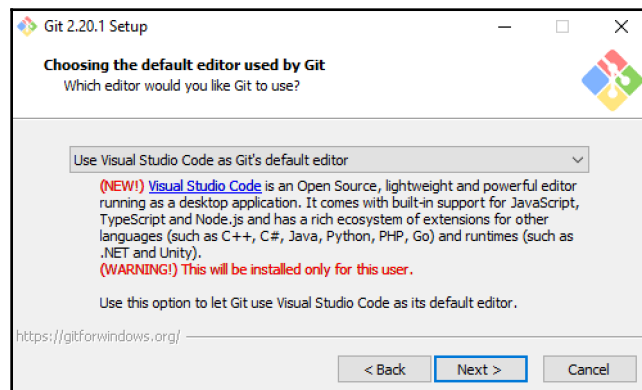 Git 2.20.1 Setup
Choosing the default editor used by Git
Which editor would you like Git to use?
Use Visual Studio Code as Git's default editor
(NEW!) Visual Studio Code is an Open Source, lightweight and powerful editor
running as a desktop application. It comes with built-in support for JavaScript,
TypeScript and Node.js and has a rich ecosystem of extensions for other
languages (such as C++, C#, Java, Python, PHP, Go) and runtimes (such as
.NET and Unity).
(WARNING!) This will be installed only for this user.
Use this option to let Git use Visual Studio Code as its default editor.
https://gitforwindows.org/
< Back Next > Cancel